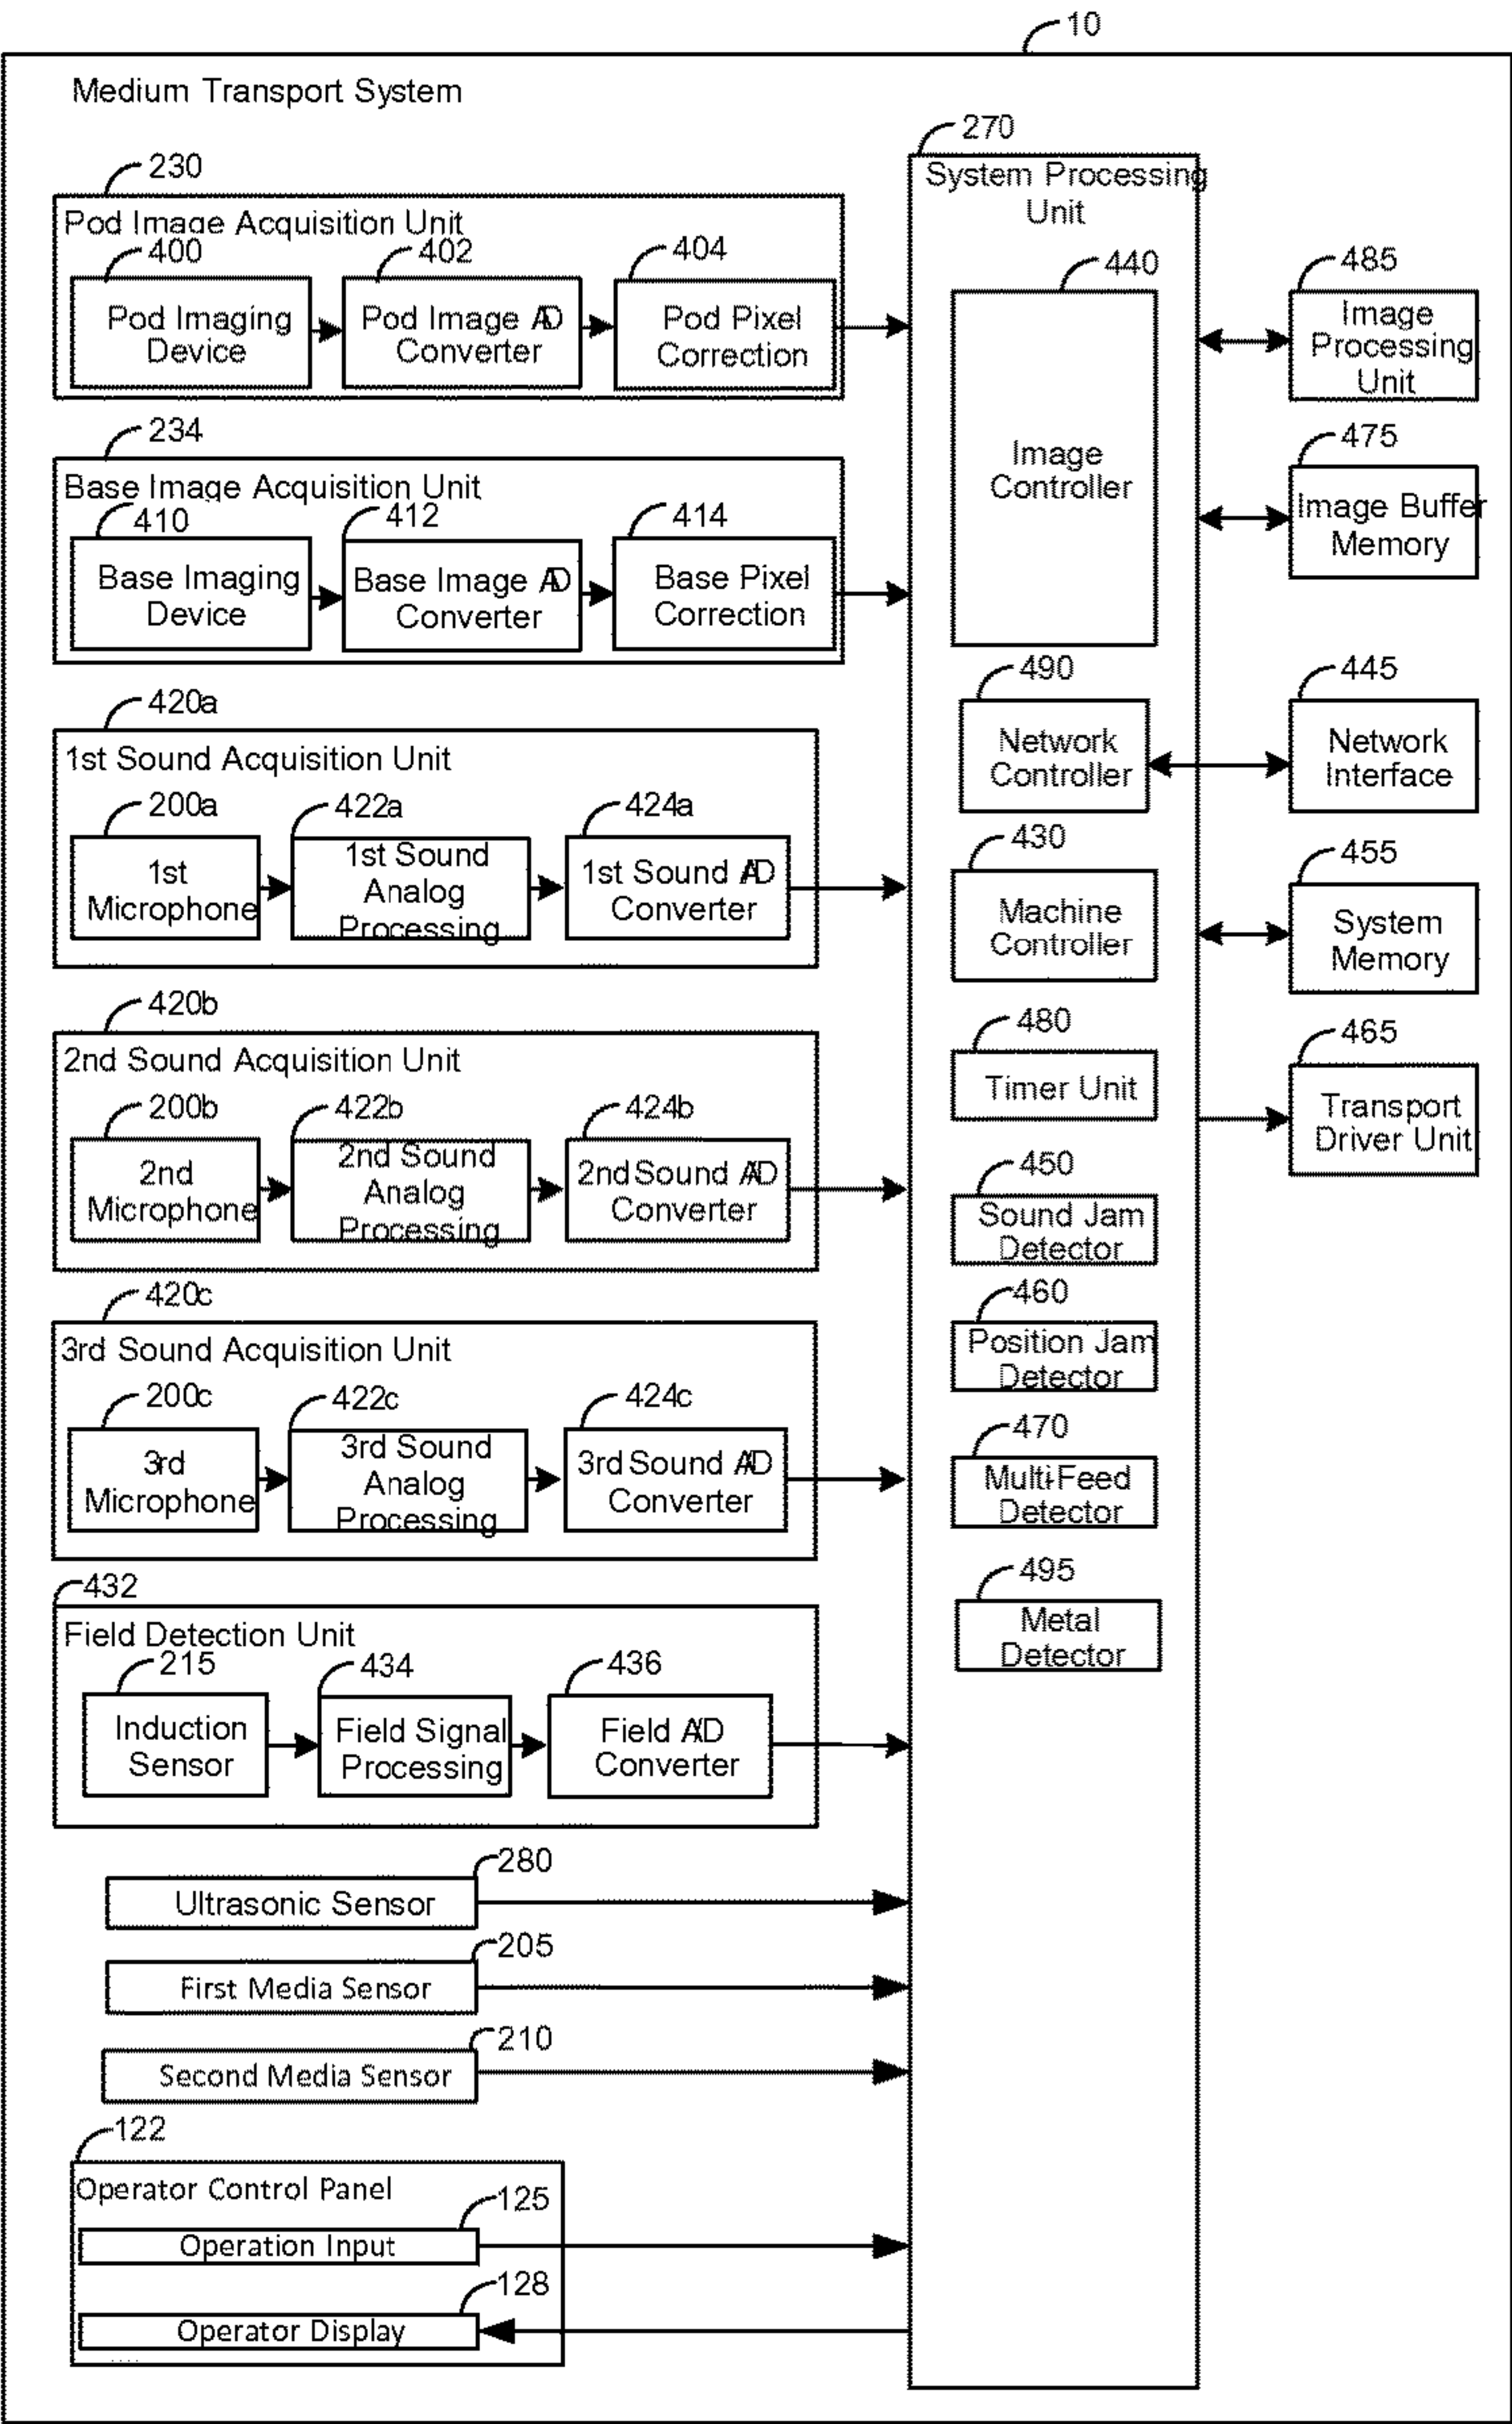 10
Medium Transport System
230
Pod Image Acquisition Unit
400
402
404
Pod Imaging
Device
Pod Image A/D
Converter
Pod Pixel
Correction
234
Base Image Acquisition Unit
410
412
414
Base Imaging
Device
Base Image A/D
Converter
Base Pixel
Correction
420a
1st Sound Acquisition Unit
200a
422a
424a
1st
Microphone
1st Sound
Analog
Processing
1st Sound A/D
Converter
420b
2nd Sound Acquisition Unit
200b
422b
424b
2nd
Microphone
2nd Sound
Analog
Processing
2nd Sound A/D
Converter
420c
3rd Sound Acquisition Unit
200c
422c
424c
3rd
Microphone
3rd Sound
Analog
Processing
3rd Sound A/D
Converter
432
Field Detection Unit
215
434
436
Induction
Sensor
Field Signal
Processing
Field A/D
Converter
280
Ultrasonic Sensor
205
First Media Sensor
210
Second Media Sensor
122
Operator Control Panel
125
Operation Input
128
Operator Display
270
System Processing
Unit
440
Image
Controller
490
Network
Controller
430
Machine
Controller
480
Timer Unit
450
Sound Jam
Detector
460
Position Jam
Detector
470
Multi-Feed
Detector
495
Metal
Detector
485
Image
Processing
Unit
475
Image Buffer
Memory
445
Network
Interface
455
System
Memory
465
Transport
Driver Unit